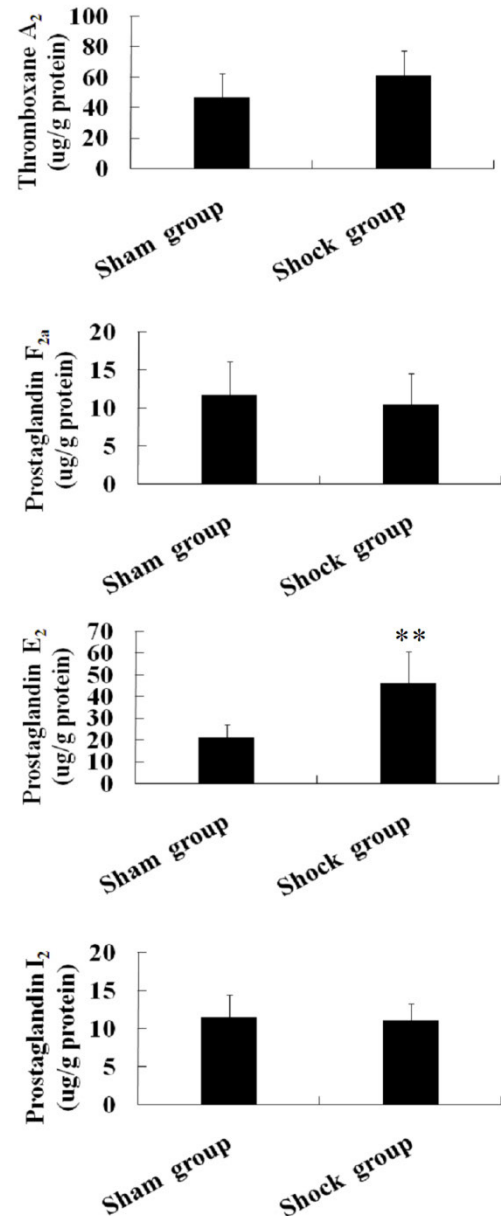 Thromboxane A2
(ug/g protein)
100
80
60
40
20
0
Sham group
Shock group
Prostaglandin F2a
(ug/g protein)
20
15
10
5
0
Sham group
Shock group
Prostaglandin E2
(ug/g protein)
70
60
50
40
30
20
10
0
**
Sham group
Shock group
Prostaglandin I2
(ug/g protein)
20
15
10
5
0
Sham group
Shock group